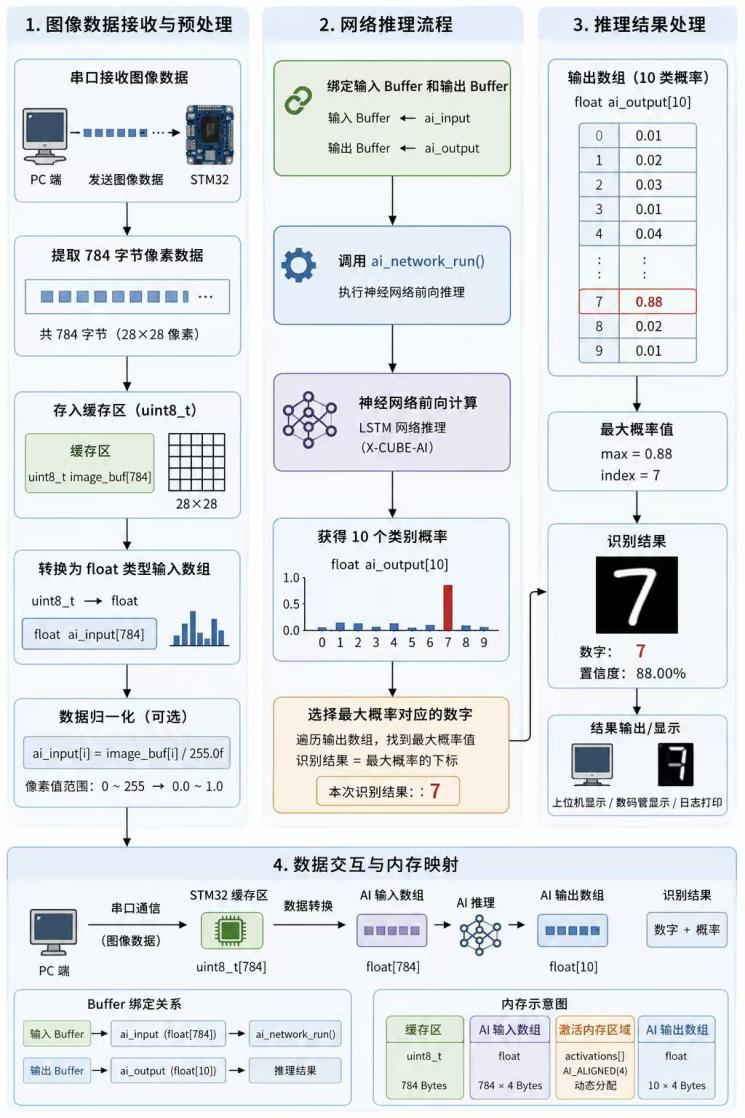 1. 图像数据接收与预处理
串口接收图像数据
PC 端
发送图像数据
STM32
提取 784 字节像素数据
共 784 字节（28×28 像素）
存入缓存区（uint8_t）
缓存区
uint8_t image_buf[784]
28×28
转换为 float 类型输入数组
uint8_t → float
float ai_input[784]
数据归一化（可选）
ai_input[i] = image_buf[i] / 255.0f
像素值范围：0 ~ 255 → 0.0 ~ 1.0
2. 网络推理流程
绑定输入 Buffer 和输出 Buffer
输入 Buffer ← ai_input
输出 Buffer ← ai_output
调用 ai_network_run()
执行神经网络前向推理
神经网络前向计算
LSTM 网络推理
（X-CUBE-AI）
获得 10 个类别概率
float ai_output[10]
1.0
0.5
0.0
0 1 2 3 4 5 6 7 8 9
选择最大概率对应的数字
遍历输出数组，找到最大概率值
识别结果 = 最大概率的下标
本次识别结果：: 7
3. 推理结果处理
输出数组（10 类概率）
float ai_output[10]
0 0.01
1 0.02
2 0.03
3 0.01
4 0.04
⋮ ⋮
7 0.88
8 0.02
9 0.01
最大概率值
max = 0.88
index = 7
识别结果
7
数字： 7
置信度：88.00%
结果输出/显示
上位机显示 / 数码管显示 / 日志打印
4. 数据交互与内存映射
PC 端
串口通信
（图像数据）
STM32 缓存区
uint8_t[784]
数据转换
AI 输入数组
float[784]
AI 推理
AI 输出数组
float[10]
识别结果
数字 + 概率
Buffer 绑定关系
输入 Buffer → ai_input (float[784]) → ai_network_run()
输出 Buffer → ai_output (float[10]) → 推理结果
内存示意图
缓存区
uint8_t
784 Bytes
AI 输入数组
float
784 × 4 Bytes
激活内存区域
activations[]
AI_ALIGNED(4)
动态分配
AI 输出数组
float
10 × 4 Bytes